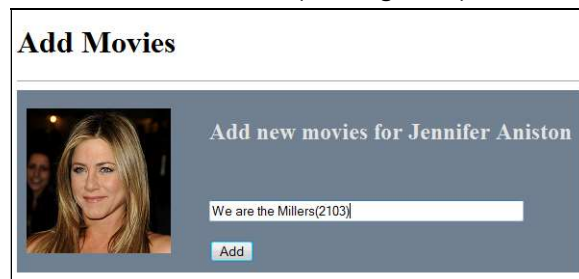 Add Movies
Add new movies for Jennifer Aniston
We are the Millers(2103)
Add